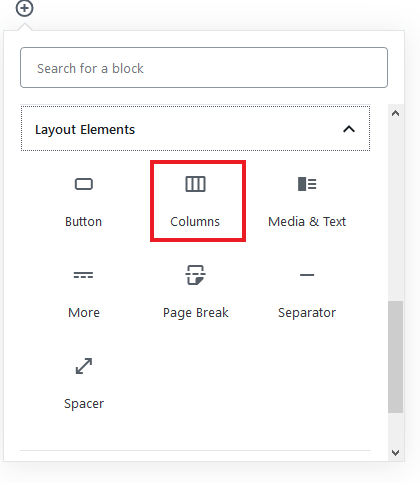 Search for a block
Layout Elements
Button Columns Media & Text
More Page Break Separator
Spacer